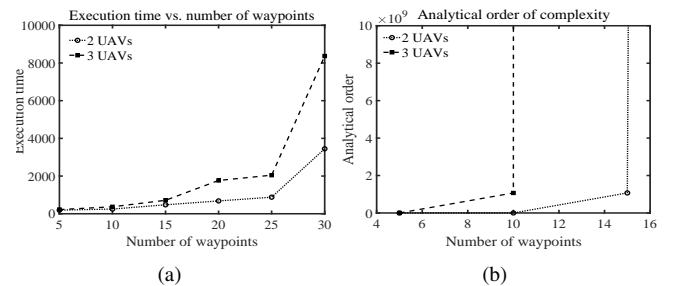 Execution time vs. number of waypoints
10000
8000
6000
4000
2000
0
Execution time
2 UAVs
3 UAVs
5 10 15 20 25 30
Number of waypoints
(a)
Analytical order of complexity
×10⁹
10
8
6
4
2
0
Analytical order
2 UAVs
3 UAVs
4 6 8 10 12 14 16
Number of waypoints
(b)